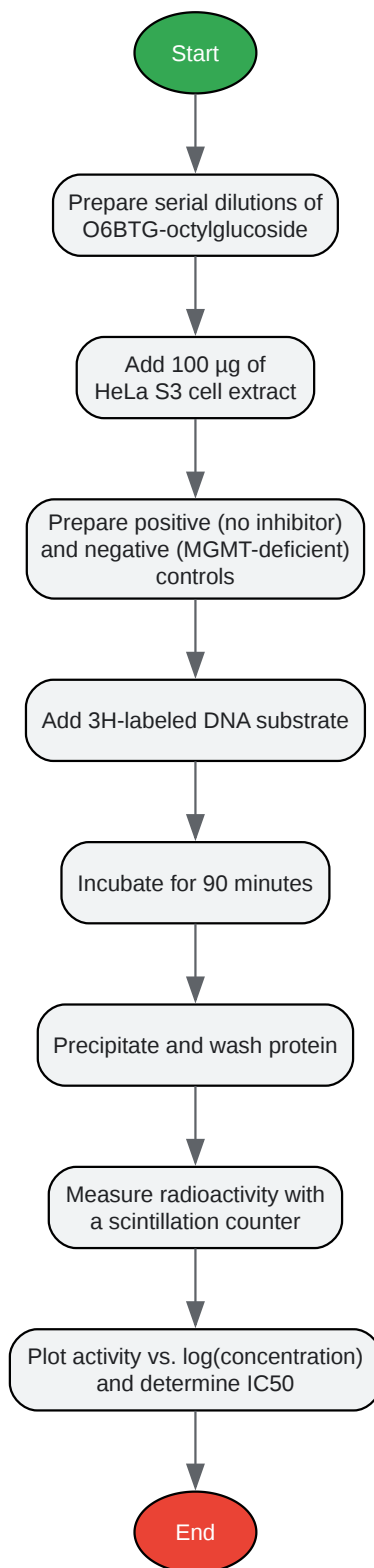 Start
Prepare serial dilutions of
O6BTG-octylglucoside
Add 100 µg of
HeLa S3 cell extract
Prepare positive (no inhibitor)
and negative (MGMT-deficient)
controls
Add 3H-labeled DNA substrate
Incubate for 90 minutes
Precipitate and wash protein
Measure radioactivity with
a scintillation counter
Plot activity vs. log(concentration)
and determine IC50
End